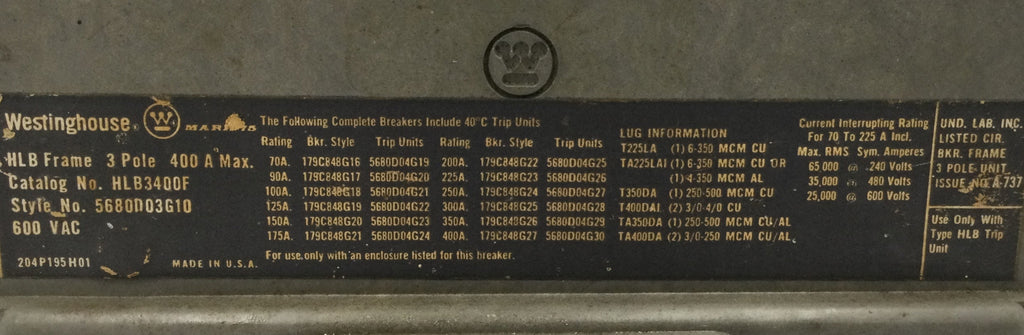 W
Westinghouse W
HLB Frame 3 Pole 400 A Max.
Catalog No. HLB3400F
Style No. 5680D03G10
600 VAC
204P195H01 MADE IN U.S.A.
The Following Complete Breakers Include 40°C Trip Units
Rating Bkr. Style Trip Units Rating Bkr. Style Trip Units
70A. 179C848G16 5680D04G19 200A. 179C848G22 5680D04G25
90A. 179C848G17 5680D04G20 225A. 179C848G23 5680D04G26
100A. 179C848G18 5680D04G21 250A. 179C848G24 5680D04G27
125A. 179C848G19 5680D04G22 300A. 179C848G25 5680D04G28
150A. 179C848G20 5680D04G23 350A. 179C848G26 5680D04G29
175A. 179C848G21 5680D04G24 400A. 179C848G27 5680D04G30
For use only with an enclosure listed for this breaker.
LUG INFORMATION
T225LA (1) 6-350 MCM CU
TA225LA1 (1) 6-350 MCM CU OR
(1) 4-350 MCM AL
T350DA (1) 250-500 MCM CU
T400DA1 (2) 3/0-4/0 CU
TA350DA (1) 250-500 MCM CU/AL
TA400DA (2) 3/0-250 MCM CU/AL
Current Interrupting Rating
For 70 To 225 A Incl.
Max. RMS Sym. Amperes
65,000 @ 240 Volts
35,000 @ 480 Volts
25,000 @ 600 Volts
UND. LAB. INC.
LISTED CIR.
BKR. FRAME
3 POLE UNIT
ISSUE NO. A-737
Use Only With
Type HLB Trip
Unit